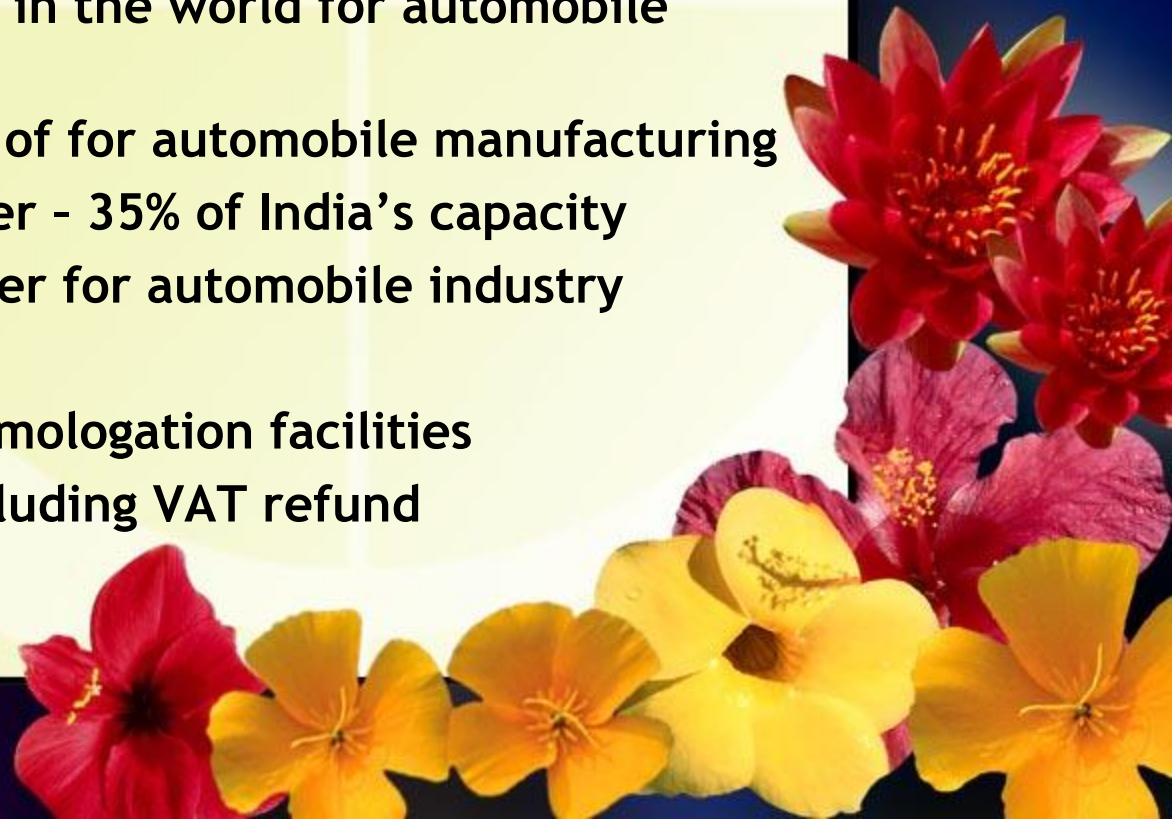 in the world for automobile
of for automobile manufacturing
er – 35% of India’s capacity
er for automobile industry
mologation facilities
luding VAT refund